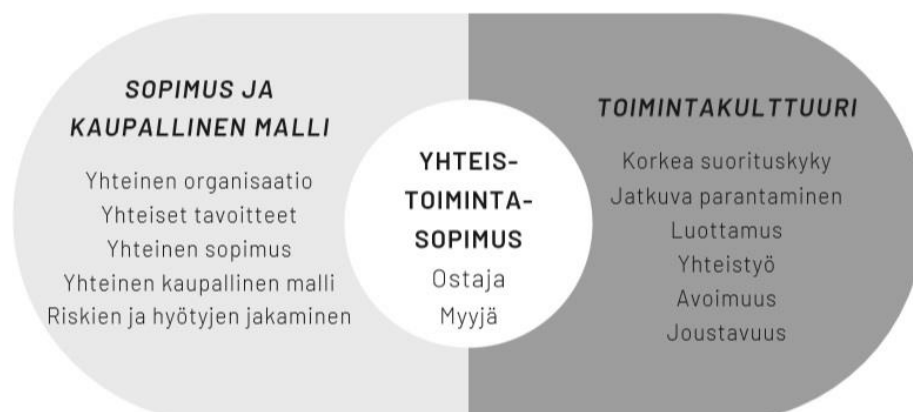 SOPIMUS JA
KAUPALLINEN MALLI
Yhteinen organisaatio
Yhteiset tavoitteet
Yhteinen sopimus
Yhteinen kaupallinen malli
Riskien ja hyötyjen jakaminen
YHTEIS-
TOIMINTA-
SOPIMUS
Ostaja
Myyjä
TOIMINTAKULTTUURI
Korkea suorituskyky
Jatkuva parantaminen
Luottamus
Yhteistyö
Avoimuus
Joustavuus